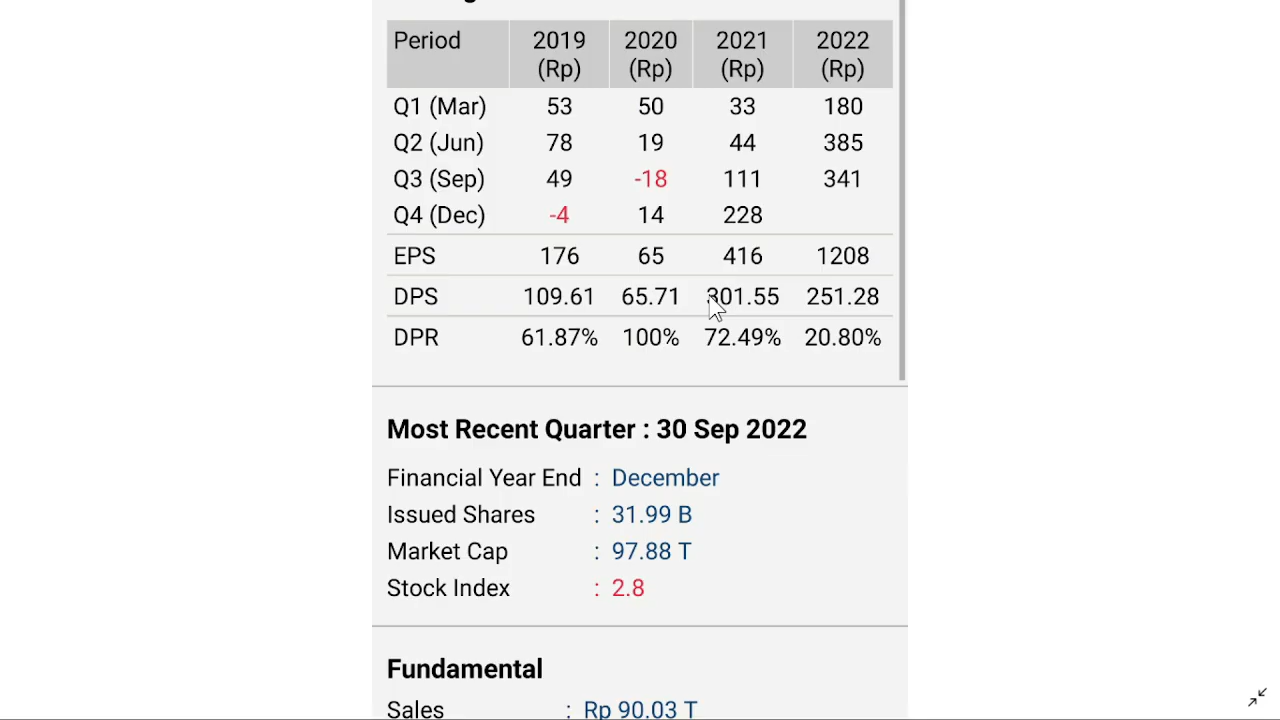 Period 2019 2020 2021 2022
(Rp) (Rp) (Rp) (Rp)
Q1 (Mar) 53 50 33 180
Q2 (Jun) 78 19 44 385
Q3 (Sep) 49 -18 111 341
Q4 (Dec) -4 14 228
EPS 176 65 416 1208
DPS 109.61 65.71 301.55 251.28
DPR 61.87% 100% 72.49% 20.80%
Most Recent Quarter : 30 Sep 2022
Financial Year End : December
Issued Shares : 31.99 B
Market Cap : 97.88 T
Stock Index : 2.8
Fundamental
Sales : Rp 90.03 T